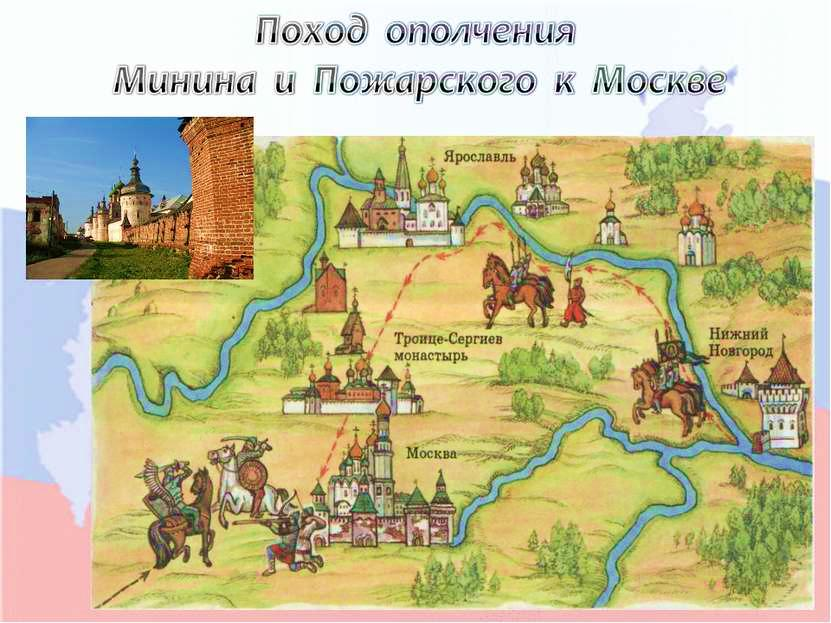 Поход ополчения
Минина и Пожарского к Москве
Ярославль
Троице-Сергиев
монастырь
Нижний
Новгород
Москва